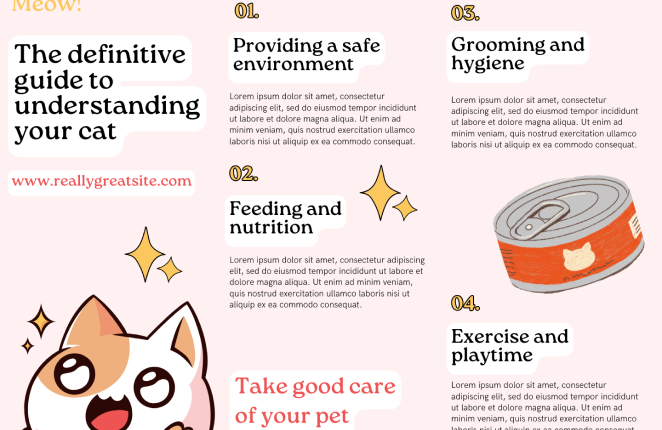 Meow!
The definitive
guide to
understanding
your cat
www.reallygreatsite.com
01.
Providing a safe
environment
Lorem ipsum dolor sit amet, consectetur
adipiscing elit, sed do eiusmod tempor incididunt
ut labore et dolore magna aliqua. Ut enim ad
minim veniam, quis nostrud exercitation ullamco
laboris nisi ut aliquip ex ea commodo consequat.
02.
Feeding and
nutrition
Lorem ipsum dolor sit amet, consectetur adipiscing
elit, sed do eiusmod tempor incididunt ut labore et
dolore magna aliqua. Ut enim ad minim veniam,
quis nostrud exercitation ullamco laboris nisi ut
aliquip ex ea commodo consequat.
Take good care
of your pet
03.
Grooming and
hygiene
Lorem ipsum dolor sit amet, consectetur
adipiscing elit, sed do eiusmod tempor incididunt
ut labore et dolore magna aliqua. Ut enim ad
minim veniam, quis nostrud exercitation ullamco
laboris nisi ut aliquip ex ea commodo consequat.
04.
Exercise and
playtime
Lorem ipsum dolor sit amet, consectetur
adipiscing elit, sed do eiusmod tempor incididunt
ut labore et dolore magna aliqua. Ut enim ad
minim veniam, quis nostrud exercitation ullamco
laboris nisi ut aliquip ex ea commodo consequat.